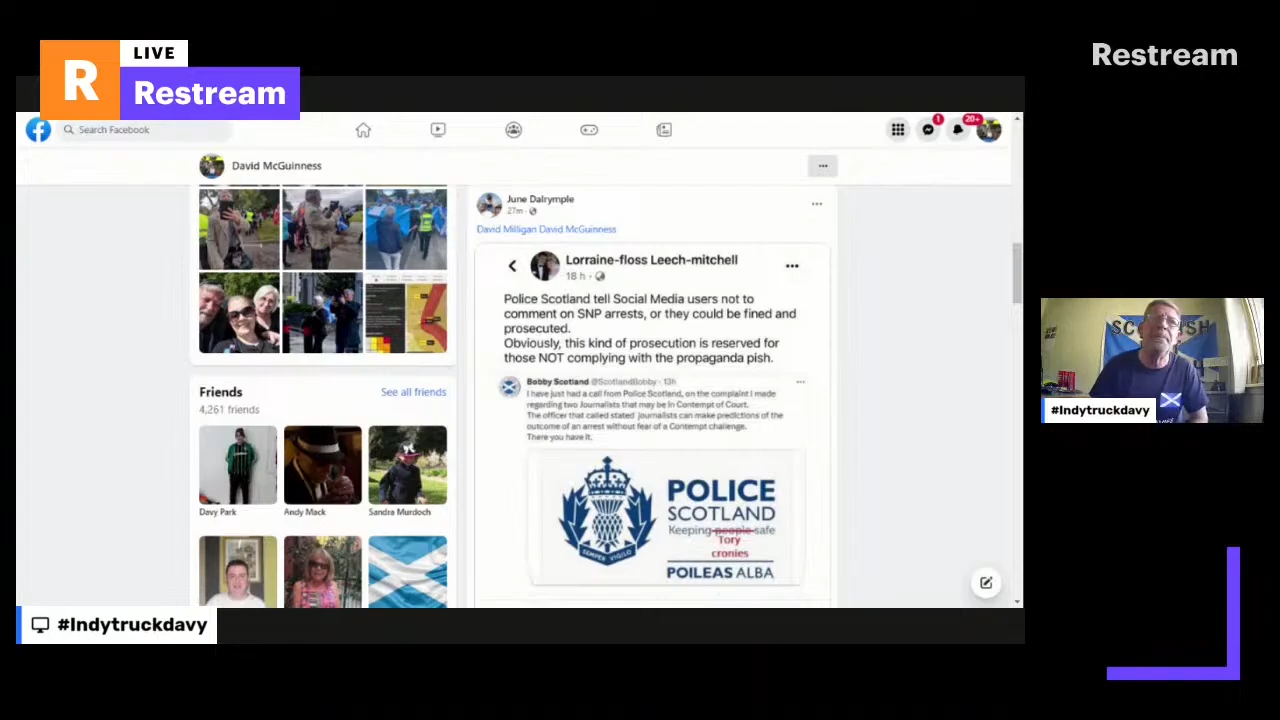 R
LIVE
Restream
Restream
Search Facebook
1
20+
David McGuinness
June Dalrymple
27m
David Milligan David McGuinness
Lorraine-floss Leech-mitchell
18 h
Police Scotland tell Social Media users not to
comment on SNP arrests, or they could be fined and
prosecuted.
Obviously, this kind of prosecution is reserved for
those NOT complying with the propaganda pish.
Bobby Scotland @ScotlandBobby · 13h
I have just had a call from Police Scotland, on the complaint I made
regarding two Journalists that may be in Contempt of Court.
The officer that called stated journalists can make predictions of the
outcome of an arrest without fear of a Contempt challenge.
There you have it.
POLICE
SCOTLAND
Keeping people safe
Tory
cronies
POILEAS ALBA
SEMPER VIGILO
Friends
See all friends
4,261 friends
Davy Park
Andy Mack
Sandra Murdoch
#Indytruckdavy
#Indytruckdavy